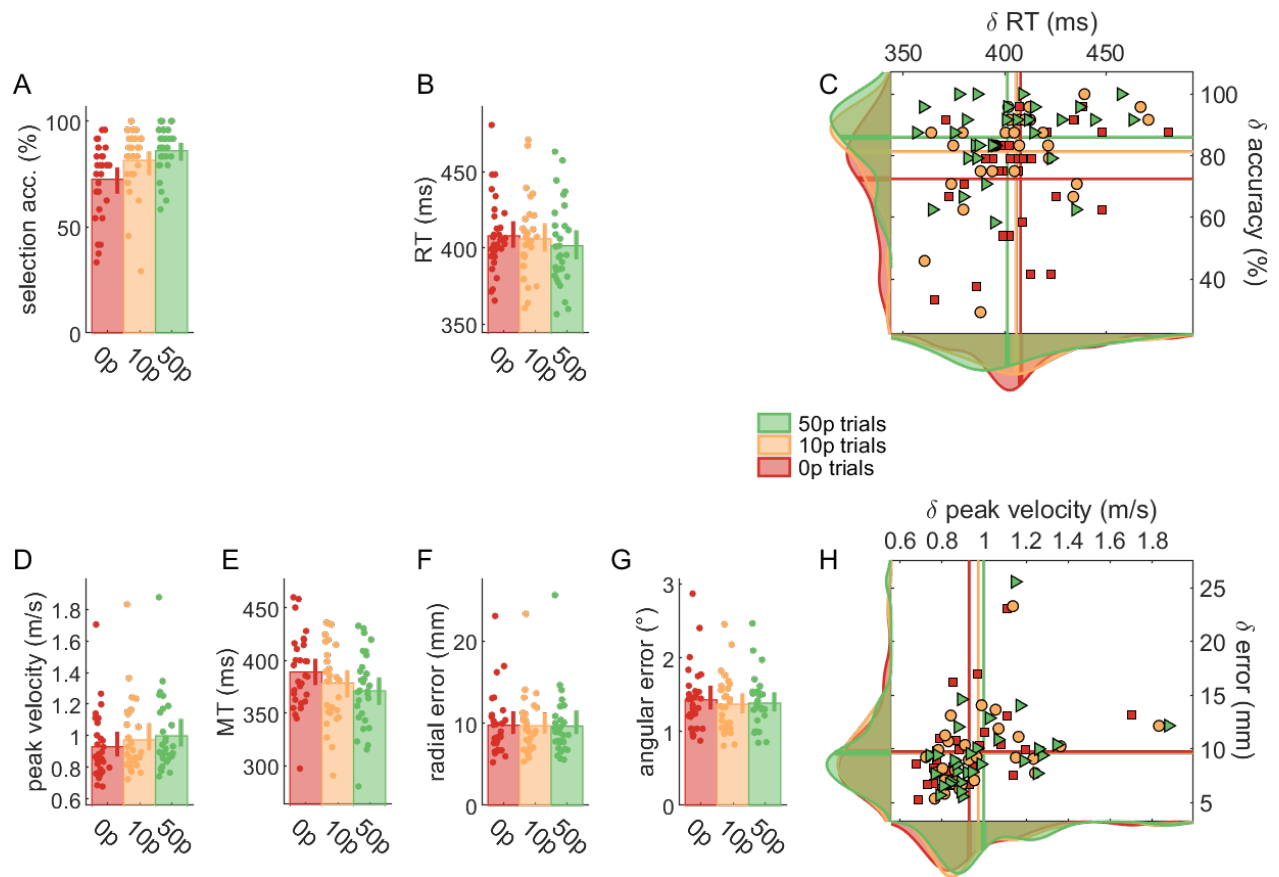 A
selection acc. (%)
100
50
0
0p
10p
50p
B
RT (ms)
450
400
350
0p
10p
50p
C
δ RT (ms)
350
400
450
100
80
60
40
δ accuracy (%)
50p trials
10p trials
0p trials
D
peak velocity (m/s)
1.8
1.6
1.4
1.2
1
0.8
0.6
0p
10p
50p
E
MT (ms)
450
400
350
300
0p
10p
50p
F
radial error (mm)
20
10
0
0p
10p
50p
G
angular error (°)
3
2
1
0
0p
10p
50p
H
δ peak velocity (m/s)
0.6
0.8
1
1.2
1.4
1.6
1.8
25
20
15
10
5
δ error (mm)